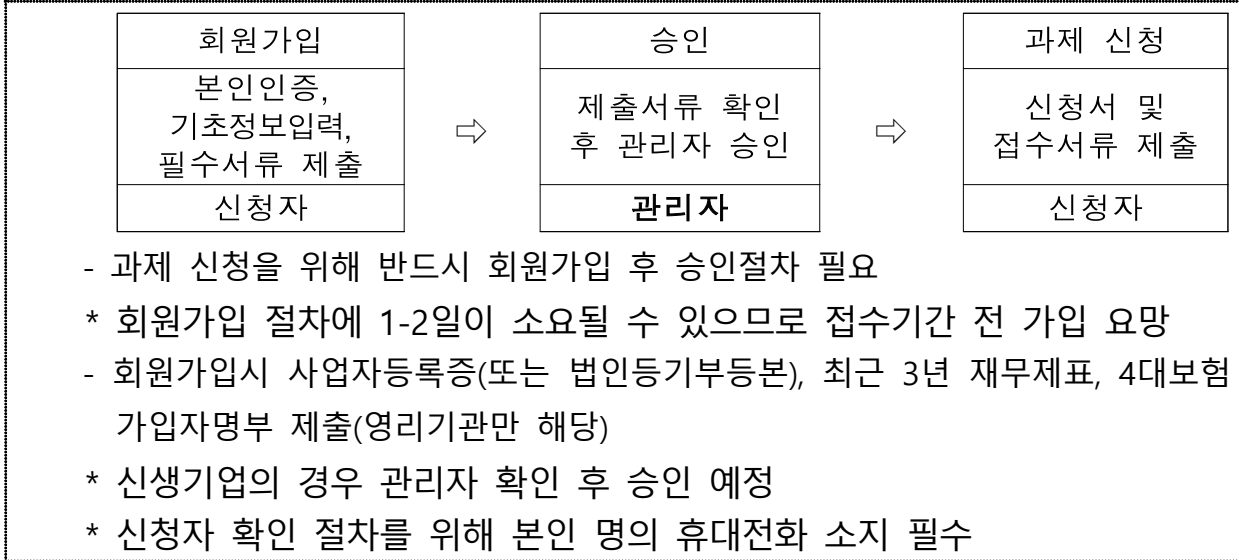 회원가입
본인인증,
기초정보입력,
필수서류 제출
신청자
⇨
승인
제출서류 확인
후 관리자 승인
관리자
⇨
과제 신청
신청서 및
접수서류 제출
신청자
- 과제 신청을 위해 반드시 회원가입 후 승인절차 필요
* 회원가입 절차에 1-2일이 소요될 수 있으므로 접수기간 전 가입 요망
- 회원가입시 사업자등록증(또는 법인등기부등본), 최근 3년 재무제표, 4대보험
가입자명부 제출(영리기관만 해당)
* 신생기업의 경우 관리자 확인 후 승인 예정
* 신청자 확인 절차를 위해 본인 명의 휴대전화 소지 필수